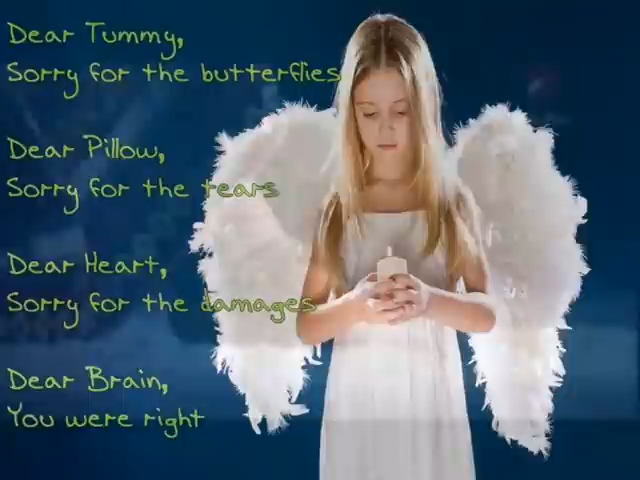 Dear Tummy,
Sorry for the butterflies
Dear Pillow,
Sorry for the tears
Dear Heart,
Sorry for the damages
Dear Brain,
You were right